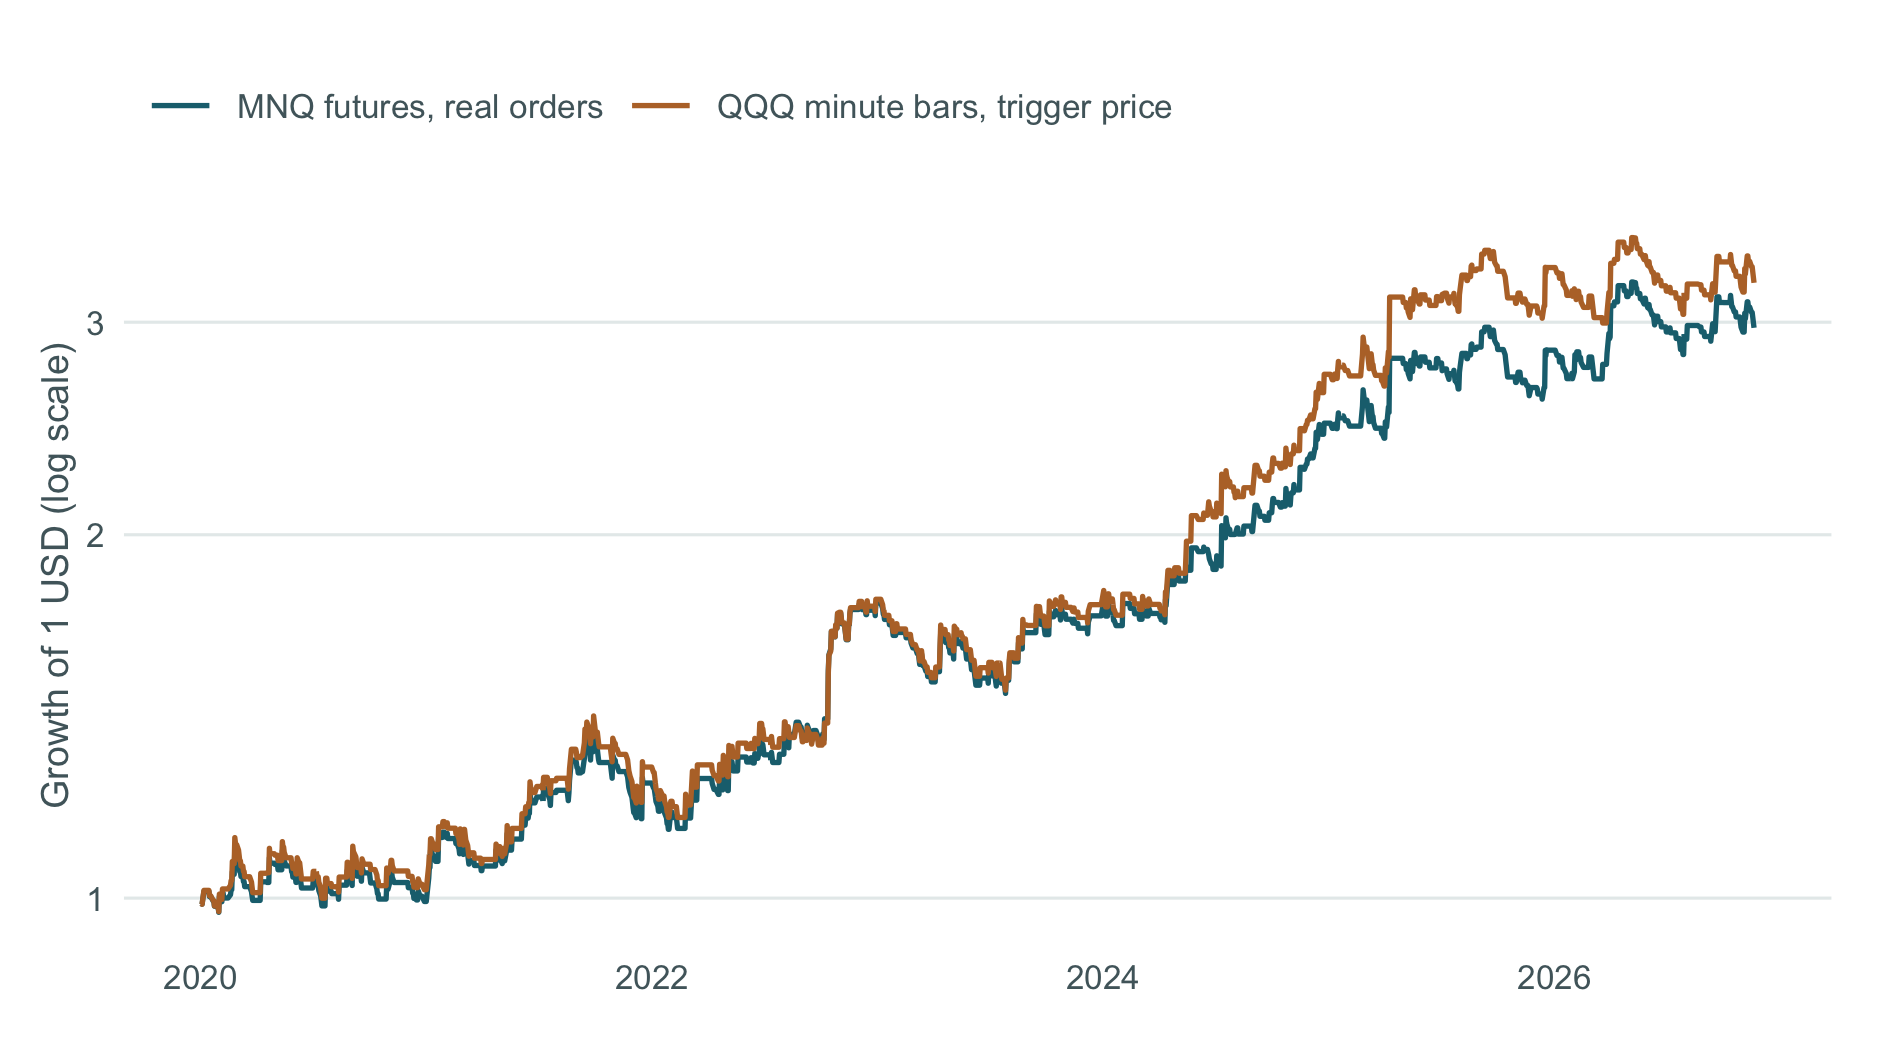 MNQ futures, real orders QQQ minute bars, trigger price
Growth of 1 USD (log scale)
3
2
1
2020 2022 2024 2026